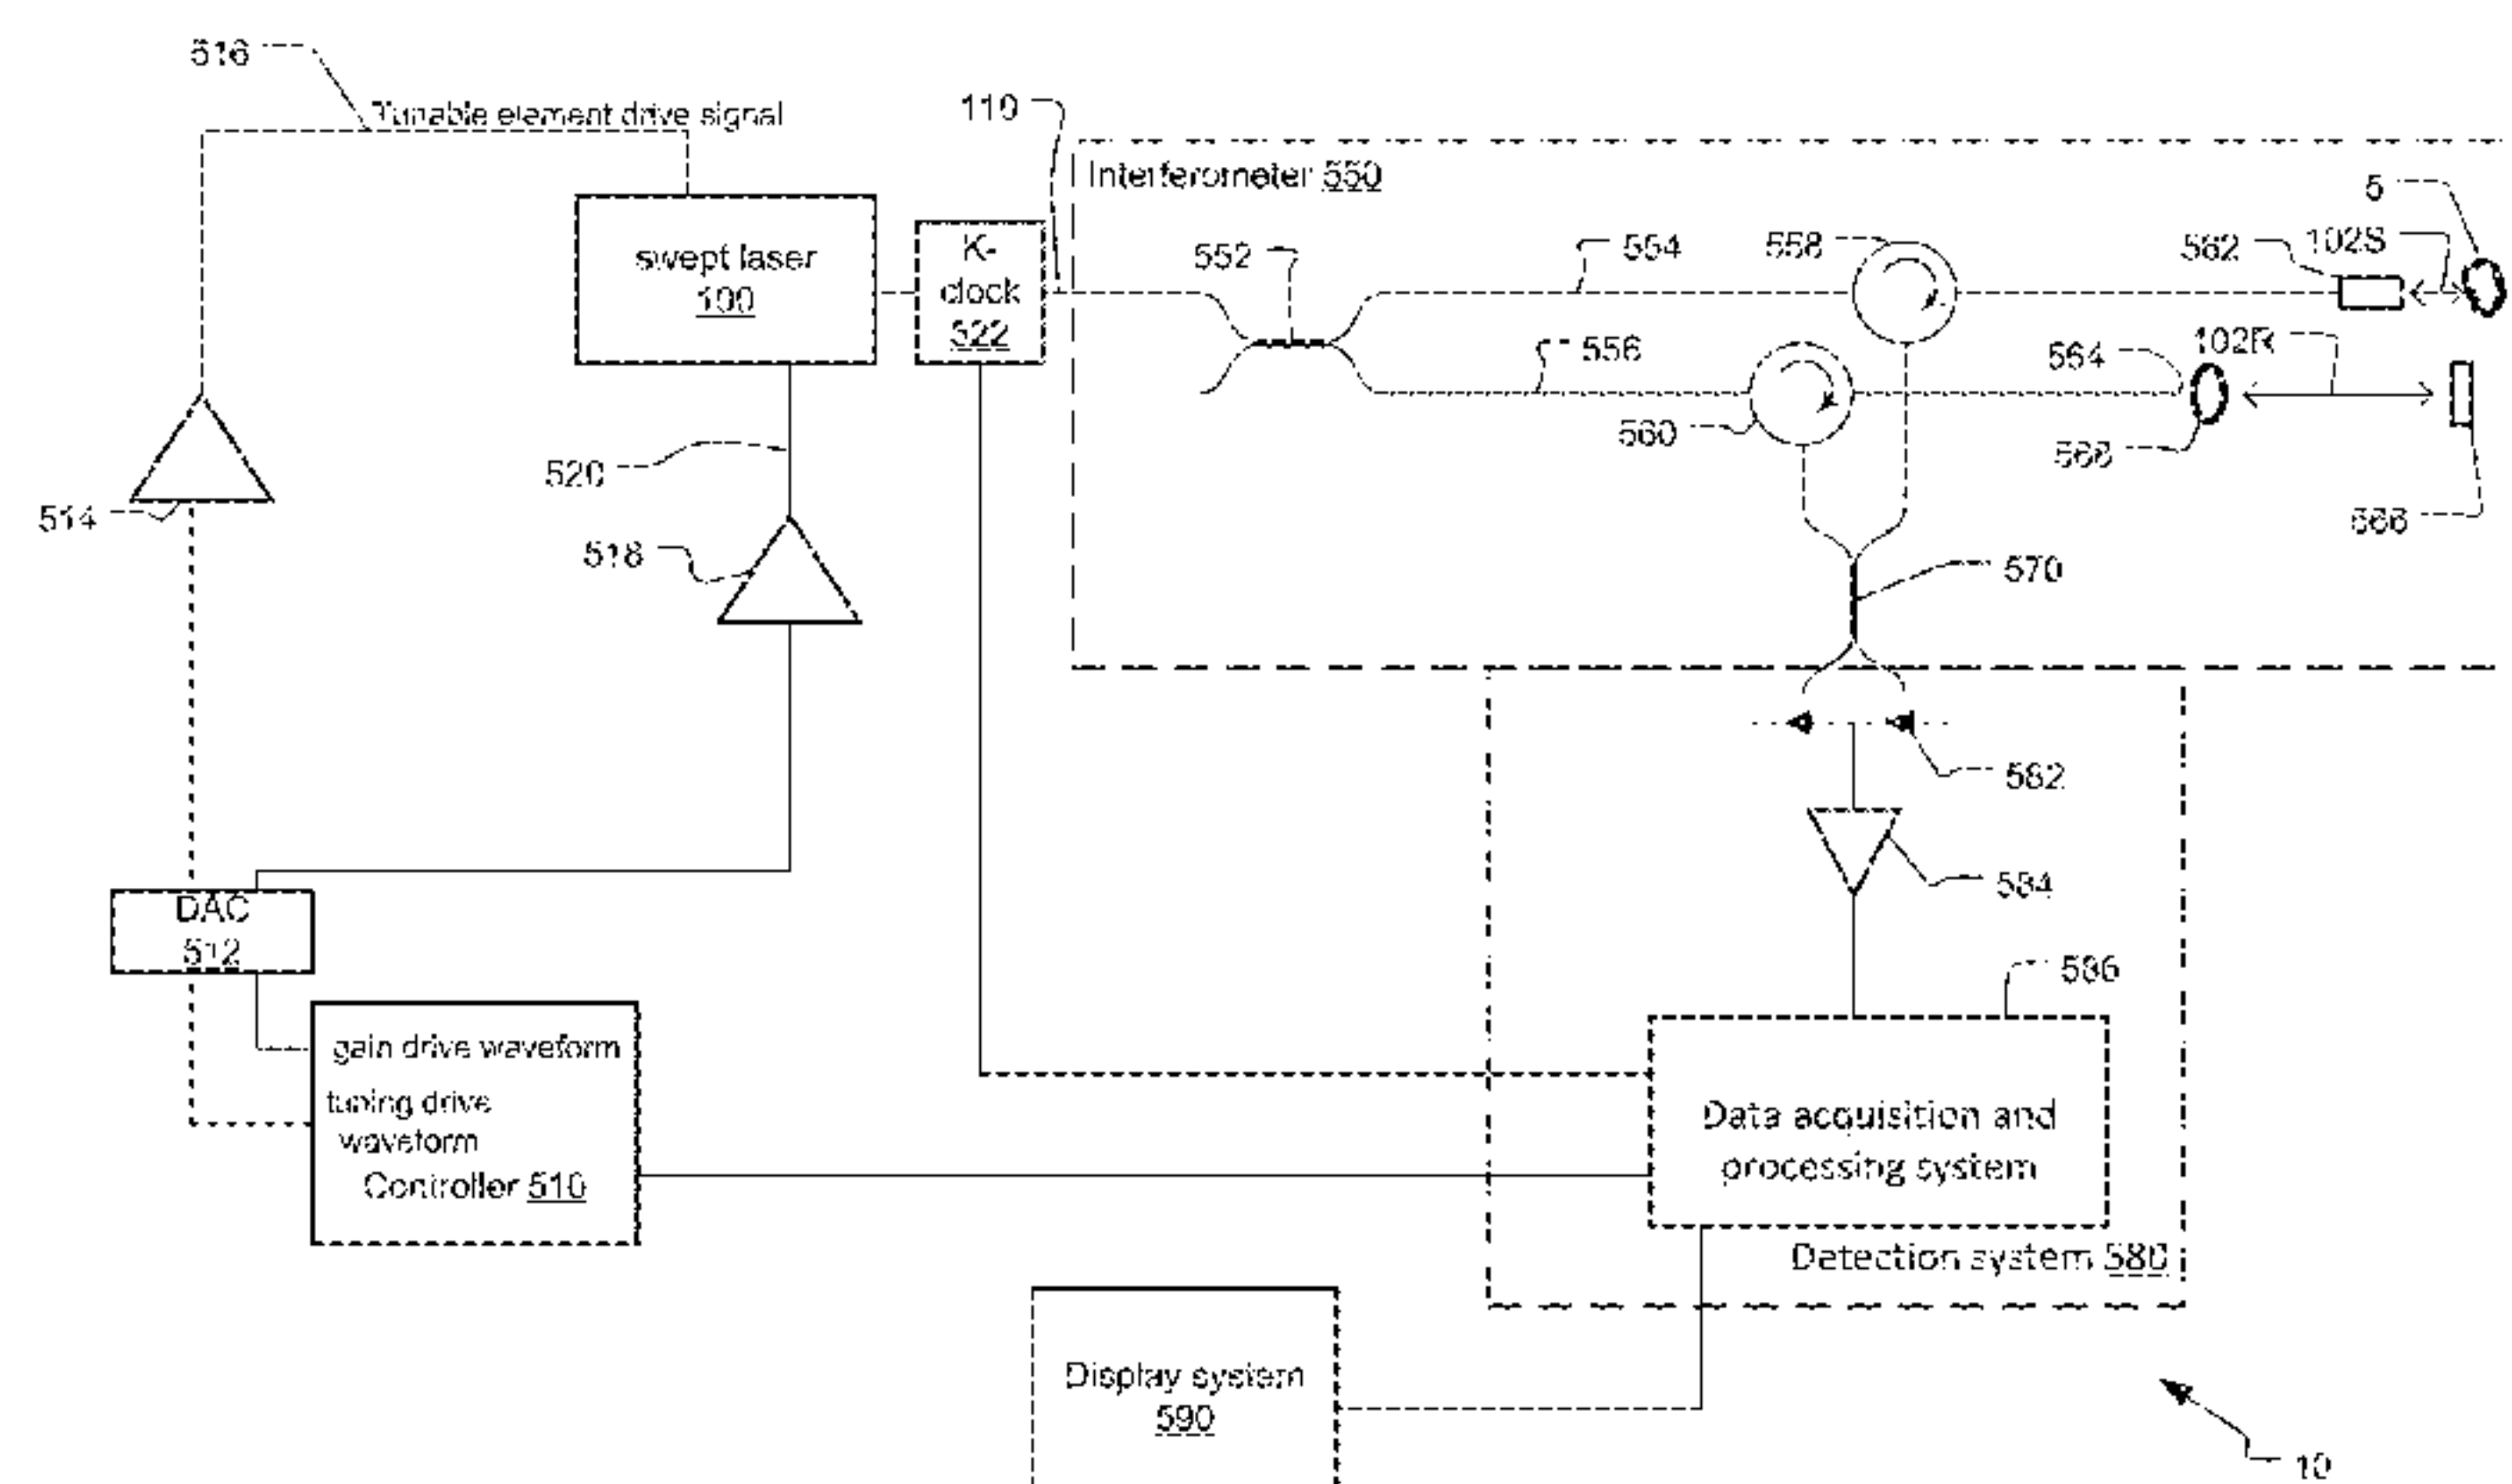 516
Tunable element drive signal
110
Interferometer 550
5
swept laser
100
K-
clock
522
552
554
558
562
102S
556
560
564
102R
568
566
520
514
518
570
582
584
DAC
512
586
gain drive waveform
tuning drive
waveform
Controller 510
Data acquisition and
processing system
Detection system 580
Display system
590
10